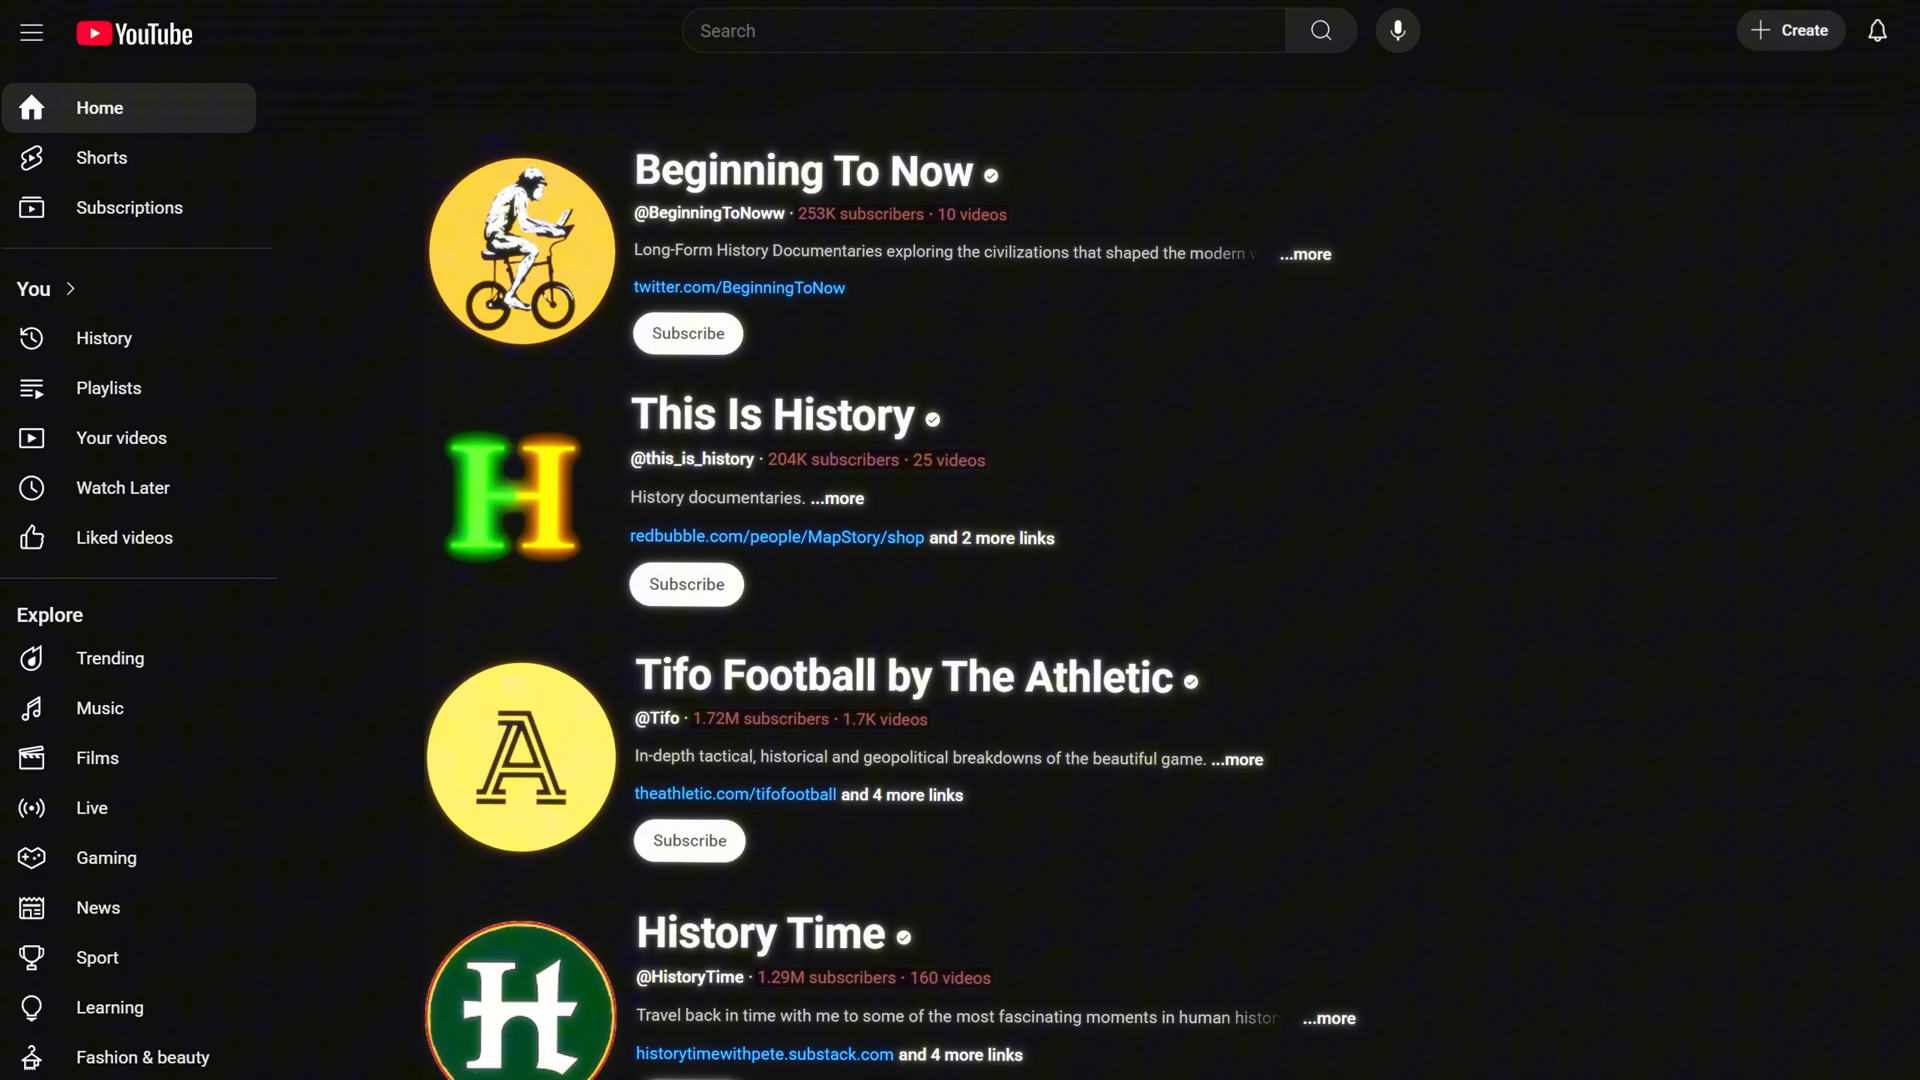 YouTube
Search
Create
Home
Shorts
Subscriptions
You
History
Playlists
Your videos
Watch Later
Liked videos
Explore
Trending
Music
Films
Live
Gaming
News
Sport
Learning
Fashion & beauty
Beginning To Now
@BeginningToNoww · 253K subscribers · 10 videos
Long-Form History Documentaries exploring the civilizations that shaped the modern ...more
twitter.com/BeginningToNow
Subscribe
H
This Is History
@this_is_history · 204K subscribers · 25 videos
History documentaries. ...more
redbubble.com/people/MapStory/shop and 2 more links
Subscribe
A
Tifo Football by The Athletic
@Tifo · 1.72M subscribers · 1.7K videos
In-depth tactical, historical and geopolitical breakdowns of the beautiful game. ...more
theathletic.com/tifofootball and 4 more links
Subscribe
H
History Time
@HistoryTime · 1.29M subscribers · 160 videos
Travel back in time with me to some of the most fascinating moments in human histor ...more
historytimewithpete.substack.com and 4 more links